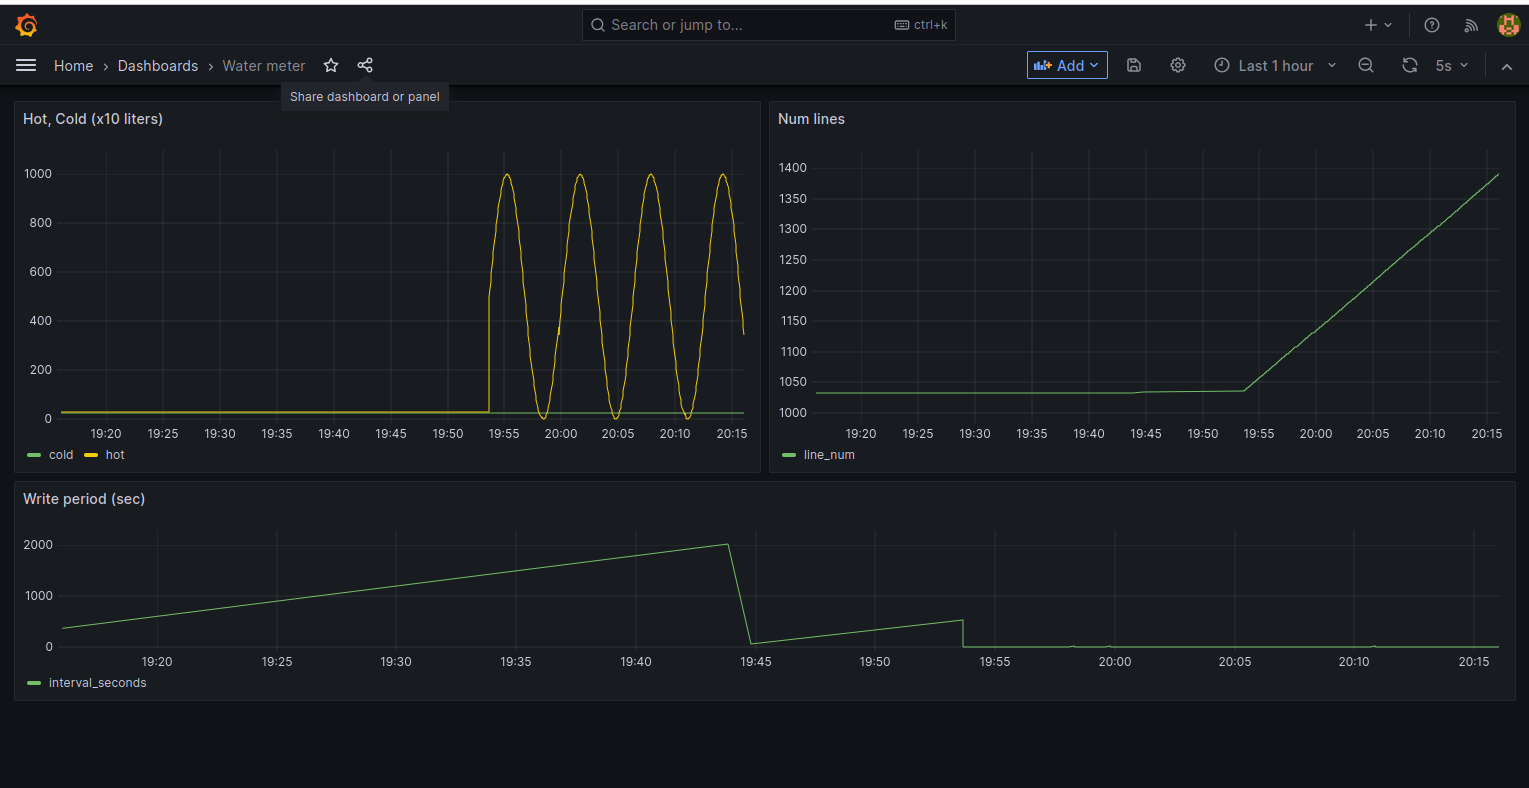 Search or jump to... ctrl+k
Home › Dashboards › Water meter Add Last 1 hour 5s
Share dashboard or panel
Hot, Cold (x10 liters)
1000
800
600
400
200
0
19:20 19:25 19:30 19:35 19:40 19:45 19:50 19:55 20:00 20:05 20:10 20:15
cold hot
Num lines
1400
1350
1300
1250
1200
1150
1100
1050
1000
19:20 19:25 19:30 19:35 19:40 19:45 19:50 19:55 20:00 20:05 20:10 20:15
line_num
Write period (sec)
2000
1000
0
19:20 19:25 19:30 19:35 19:40 19:45 19:50 19:55 20:00 20:05 20:10 20:15
interval_seconds